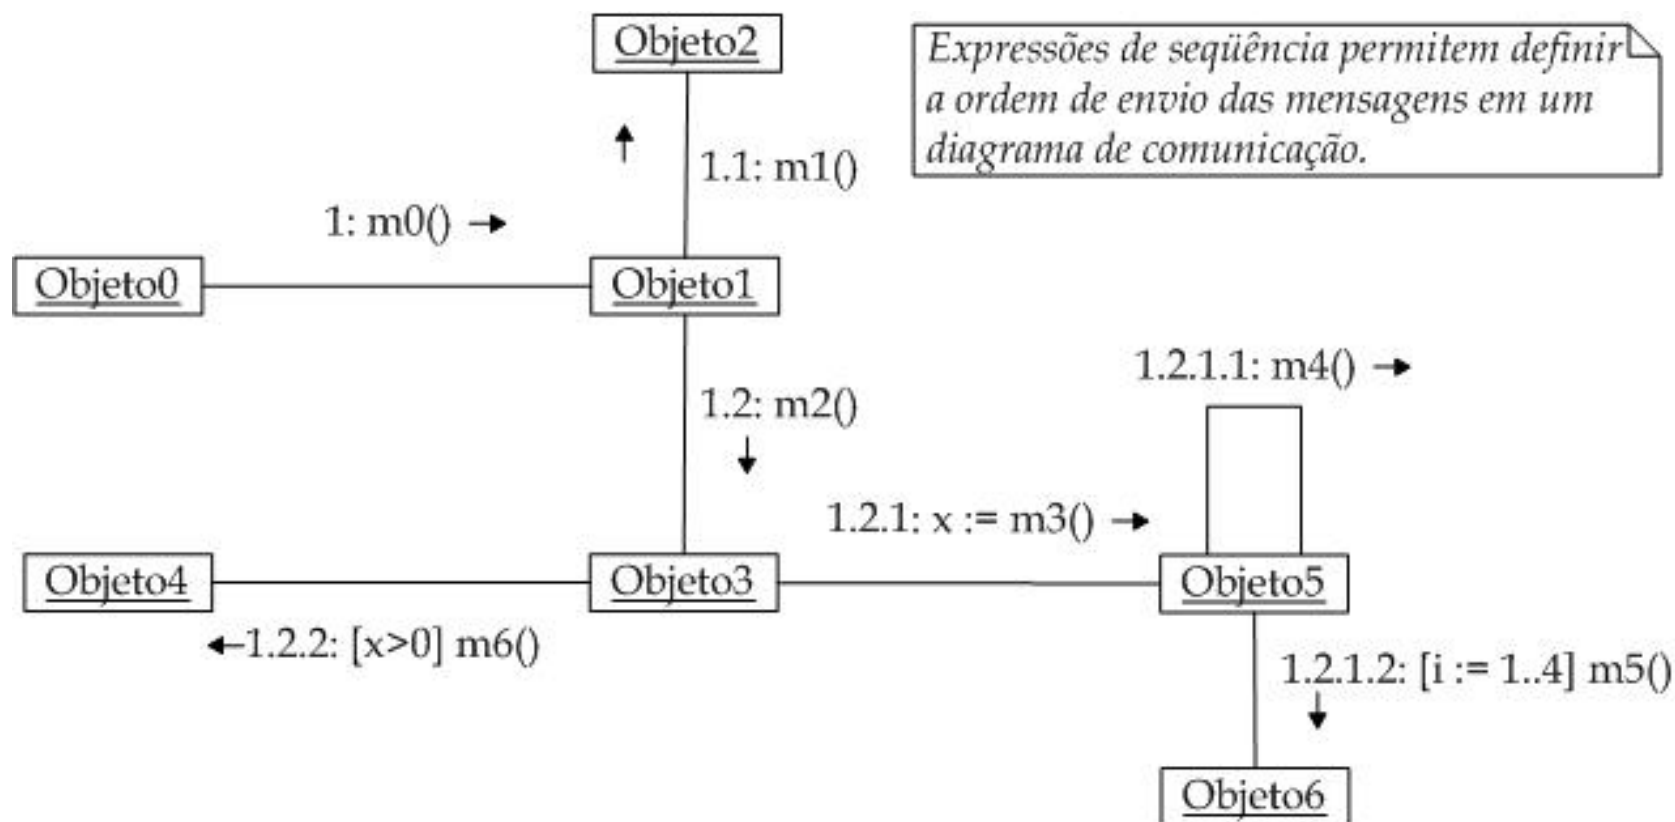 Objeto2
Expressões de seqüência permitem definir
a ordem de envio das mensagens em um
diagrama de comunicação.
1.1: m1()
1: m0()
Objeto0
Objeto1
1.2.1.1: m4()
1.2: m2()
1.2.1: x := m3()
Objeto4
Objeto3
Objeto5
1.2.2: [x>0] m6()
1.2.1.2: [i := 1..4] m5()
Objeto6